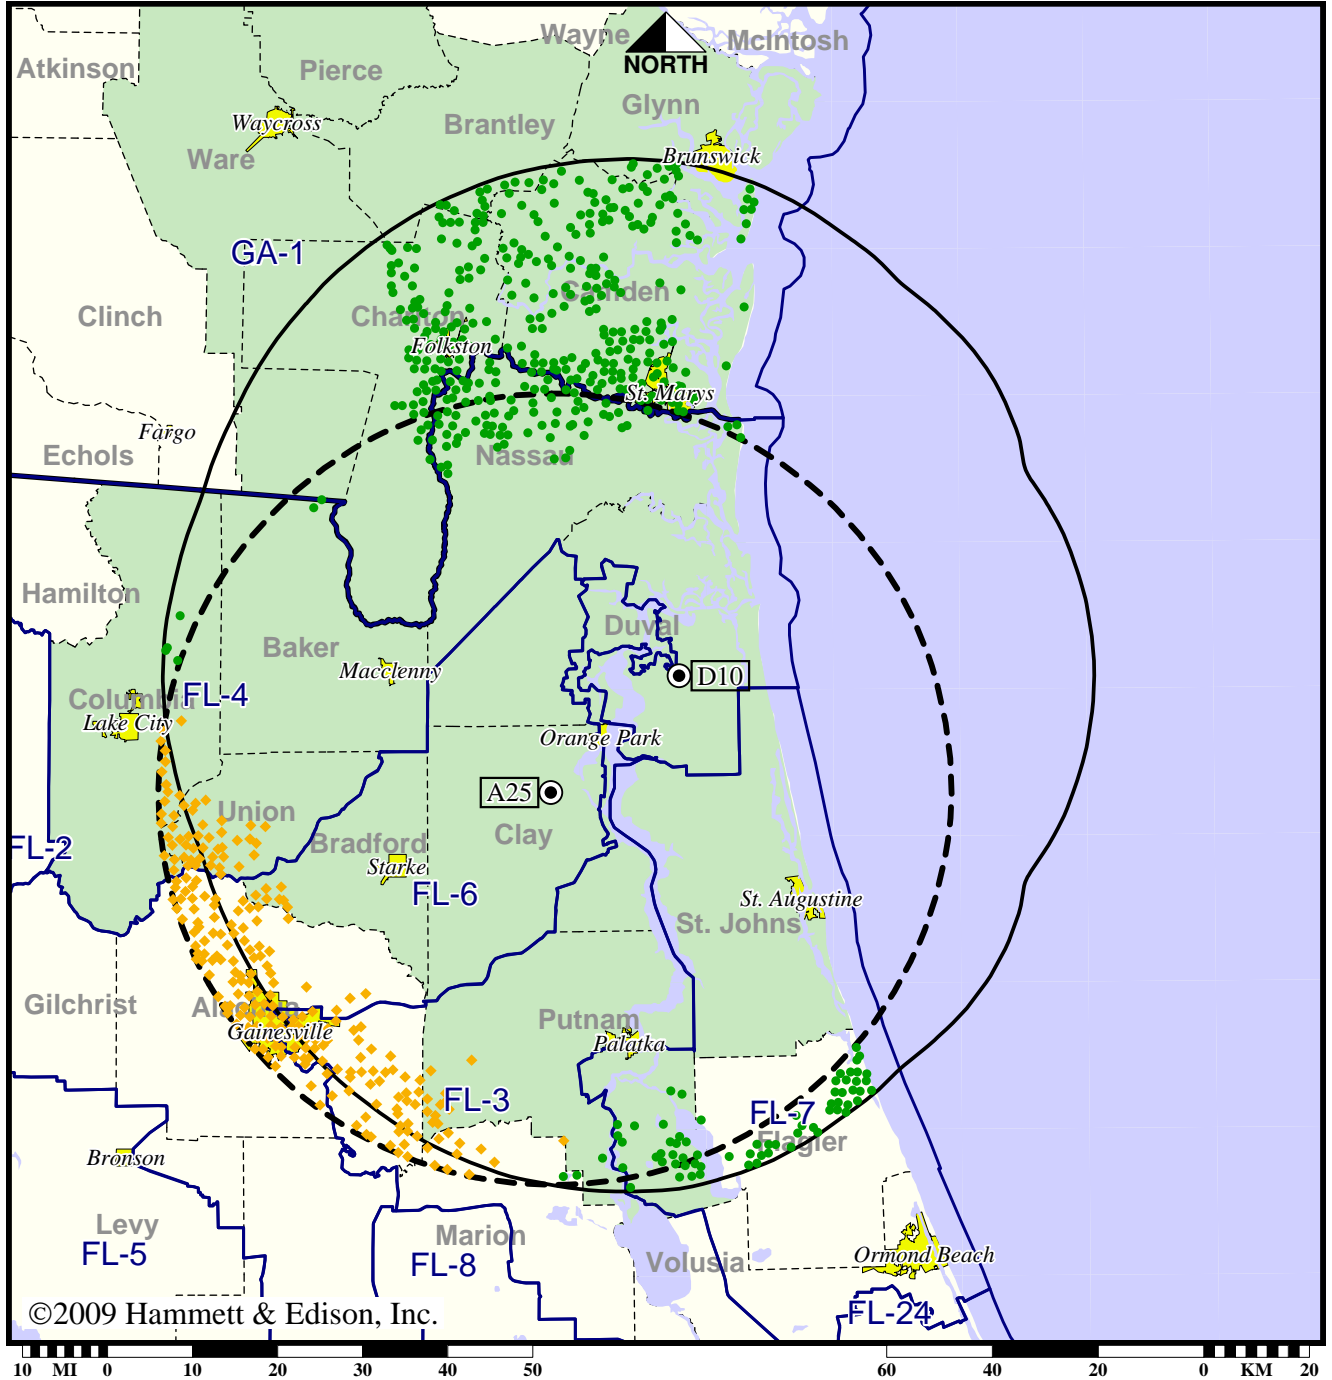 Wayne
McIntosh
Atkinson
Pierce
NORTH
Glynn
Waycross
Brantley
Ware
Brunswick
GA-1
Camden
Clinch
Charlton
Folkston
St. Marys
Fargo
Echols
Nassau
Hamilton
Duval
Baker
Macclenny
D10
Columbia
FL-4
Lake City
Orange Park
A25
Union
Clay
Bradford
FL-2
Starke
FL-6
St. Augustine
St. Johns
Gilchrist
Alachua
Putnam
Gainesville
Palatka
FL-3
FL-7
Flagler
Bronson
Levy
Marion
FL-5
FL-8
Volusia
Ormond Beach
©2009 Hammett & Edison, Inc.
FL-24
10 MI 0 10 20 30 40 50 60 40 20 0 KM 20